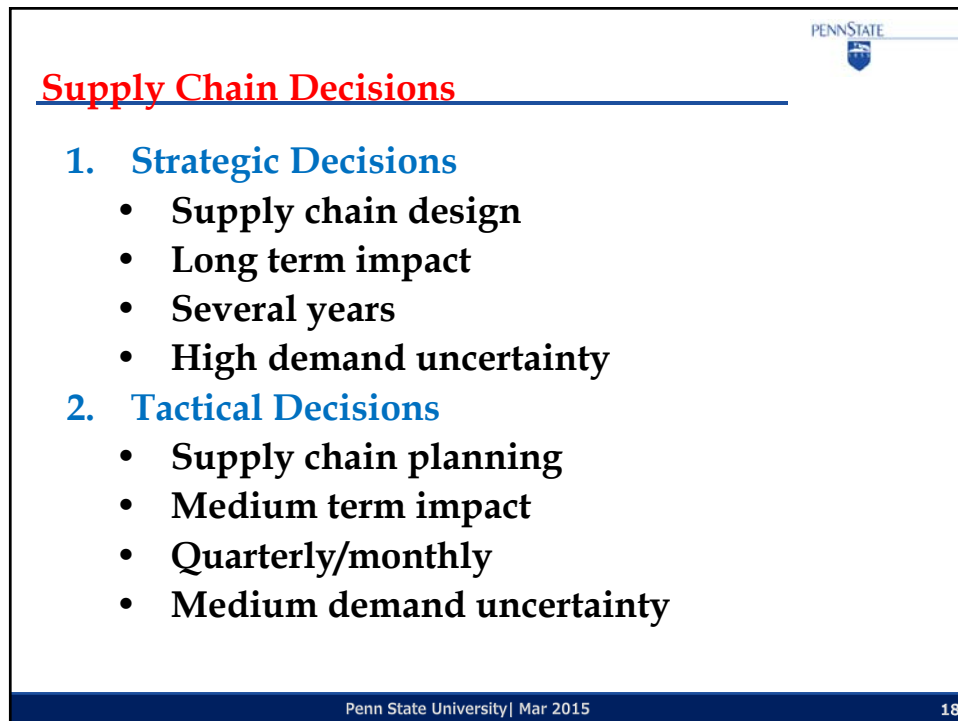 PENNSTATE
Supply Chain Decisions
1. Strategic Decisions
• Supply chain design
• Long term impact
• Several years
• High demand uncertainty
2. Tactical Decisions
• Supply chain planning
• Medium term impact
• Quarterly/monthly
• Medium demand uncertainty
Penn State University| Mar 2015
18